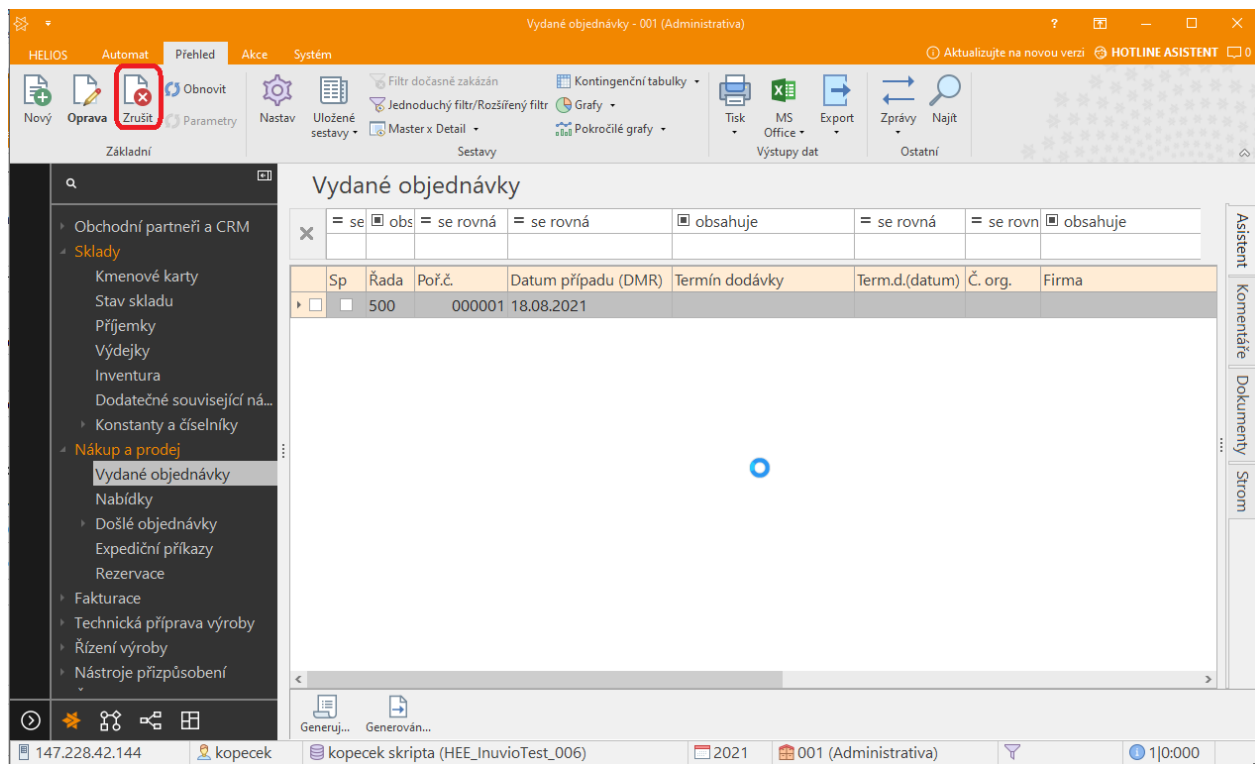 Vydané objednávky - 001 (Administrativa)
?
HELIOS Automat Přehled Akce Systém
Aktualizujte na novou verzi HOTLINE ASISTENT 0
Nový
Oprava
Zrušit
Obnovit
Parametry
Základní
Nastav
Uložené
sestavy
Filtr dočasně zakázán
Jednoduchý filtr/Rozšířený filtr
Master x Detail
Kontingenční tabulky
Grafy
Pokročilé grafy
Sestavy
Tisk
MS
Office
Export
Výstupy dat
Zprávy
Najít
Ostatní
Obchodní partneři a CRM
Sklady
Kmenové karty
Stav skladu
Příjemky
Výdejky
Inventura
Dodatečné související ná...
Konstanty a číselníky
Nákup a prodej
Vydané objednávky
Nabídky
Došlé objednávky
Expediční příkazy
Rezervace
Fakturace
Technická příprava výroby
Řízení výroby
Nástroje přizpůsobení
Vydané objednávky
= se obs = se rovná = se rovná obsahuje = se rovná = se rovn obsahuje
Sp Řada Poř.č. Datum případu (DMR) Termín dodávky Term.d.(datum) Č. org. Firma
500 000001 18.08.2021
Asistent
Komentáře
Dokumenty
Strom
Generuj... Generován...
147.228.42.144 kopecek kopecek skripta (HEE_InuvioTest_006) 2021 001 (Administrativa) 1|0:000